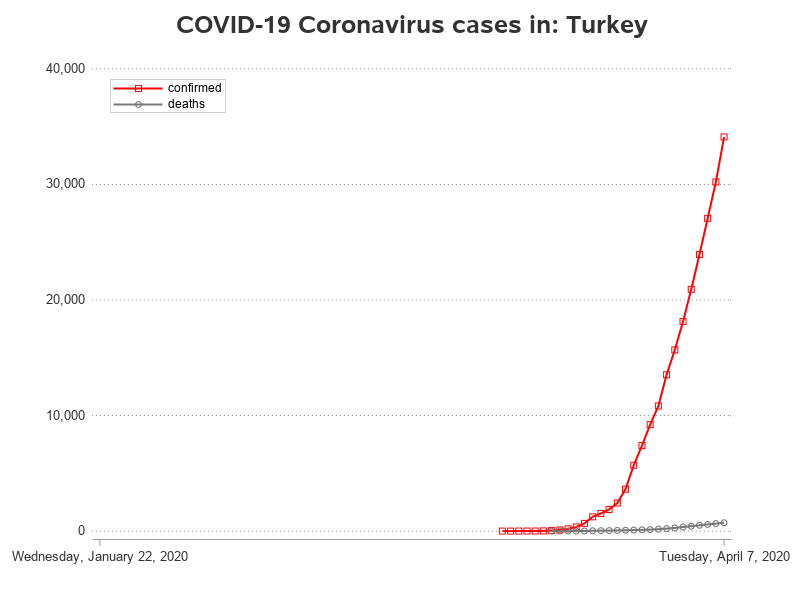 COVID-19 Coronavirus cases in: Turkey
40,000
confirmed
deaths
30,000
20,000
10,000
0
Wednesday, January 22, 2020
Tuesday, April 7, 2020